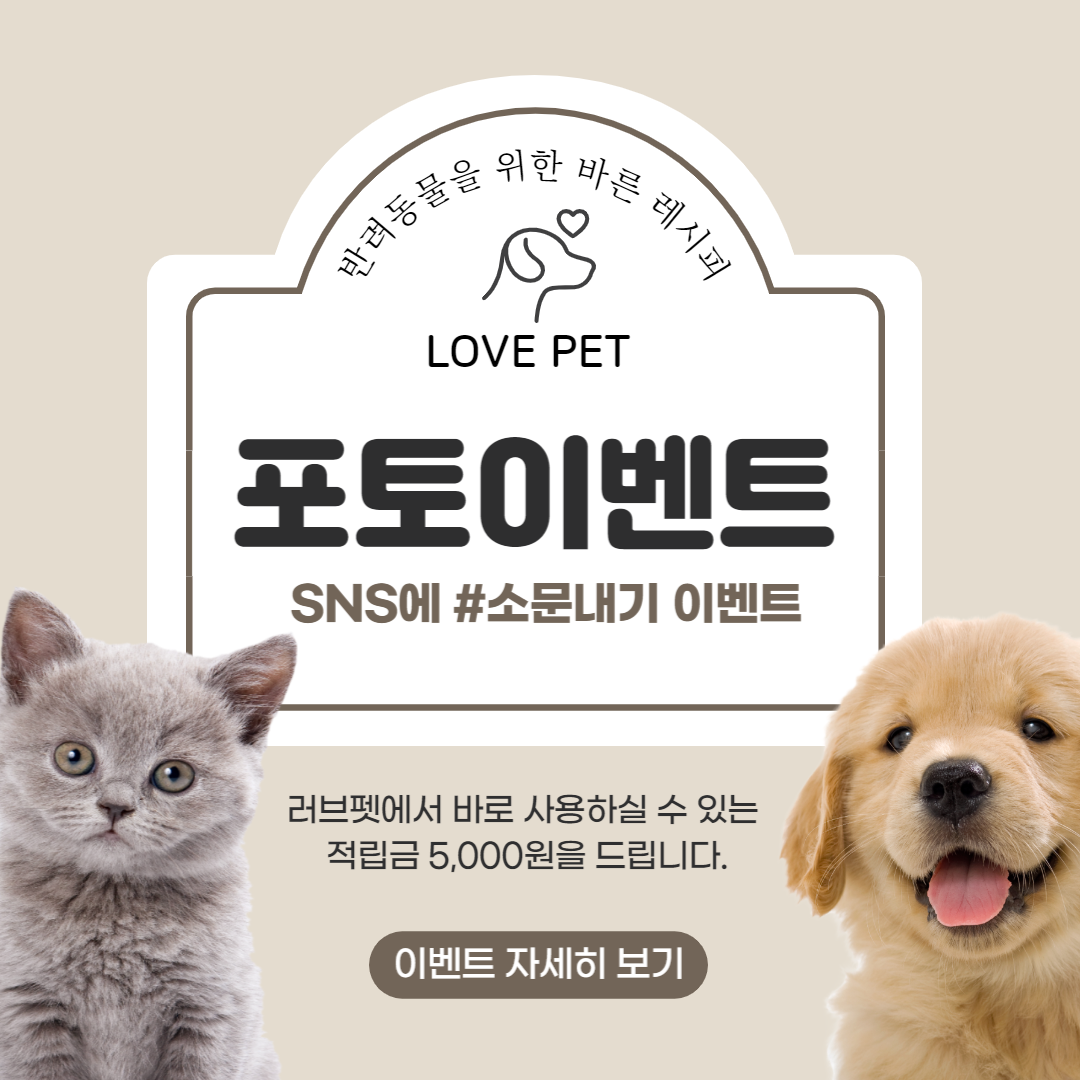 반려동물을 위한 바른 레시피
LOVE PET
포토이벤트
SNS에 #소문내기 이벤트
러브펫에서 바로 사용하실 수 있는
적립금 5,000원을 드립니다.
이벤트 자세히 보기